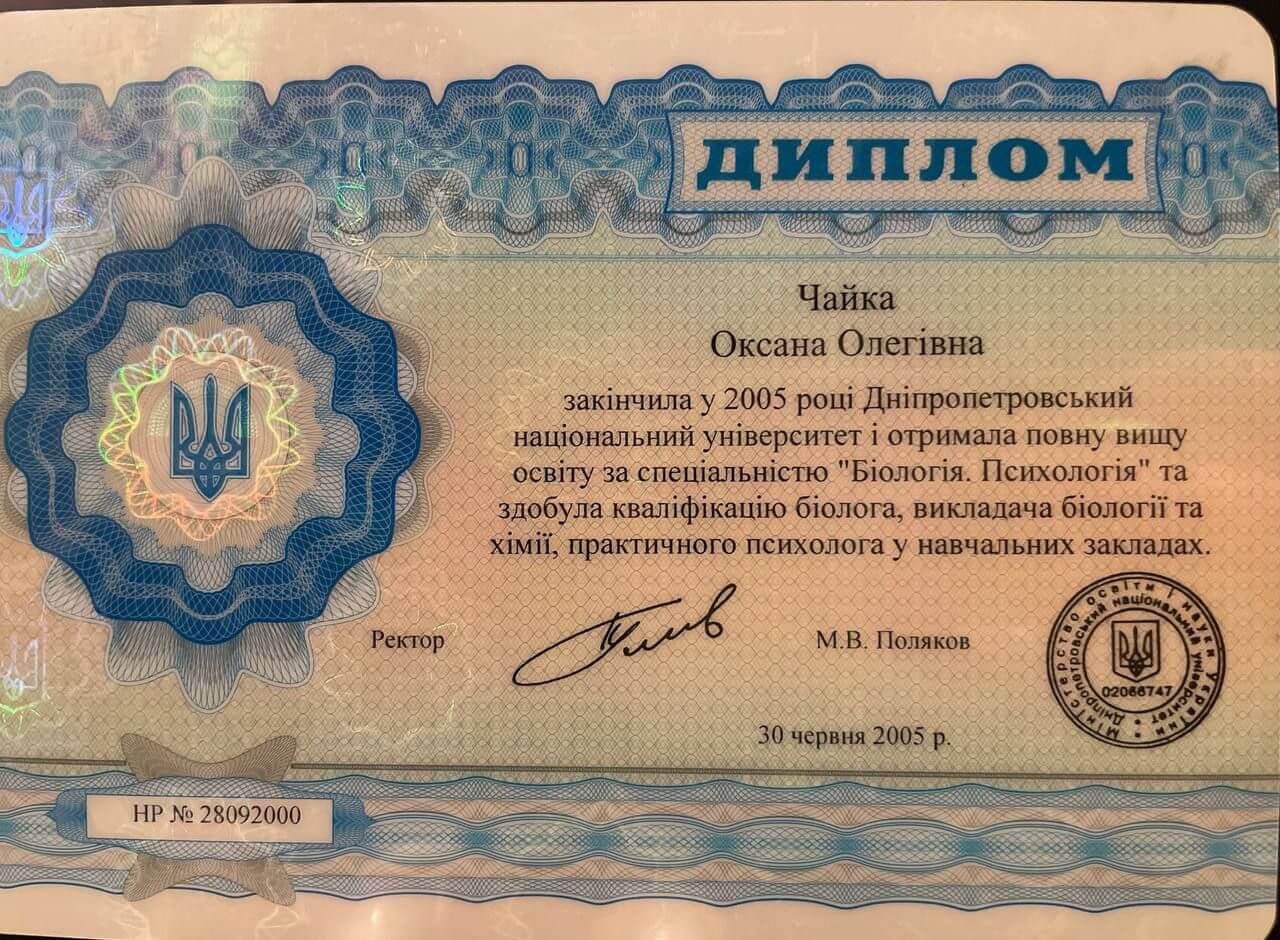 ДИПЛОМ
Чайка
Оксана Олегівна
закінчила у 2005 році Дніпропетровський
національний університет і отримала повну вищу
освіту за спеціальністю "Біологія. Психологія" та
здобула кваліфікацію біолога, викладача біології та
хімії, практичного психолога у навчальних закладах.
Ректор
М.В. Поляков
Міністерство освіти і науки України
Дніпропетровський національний університет
02066747
30 червня 2005 р.
НР № 28092000